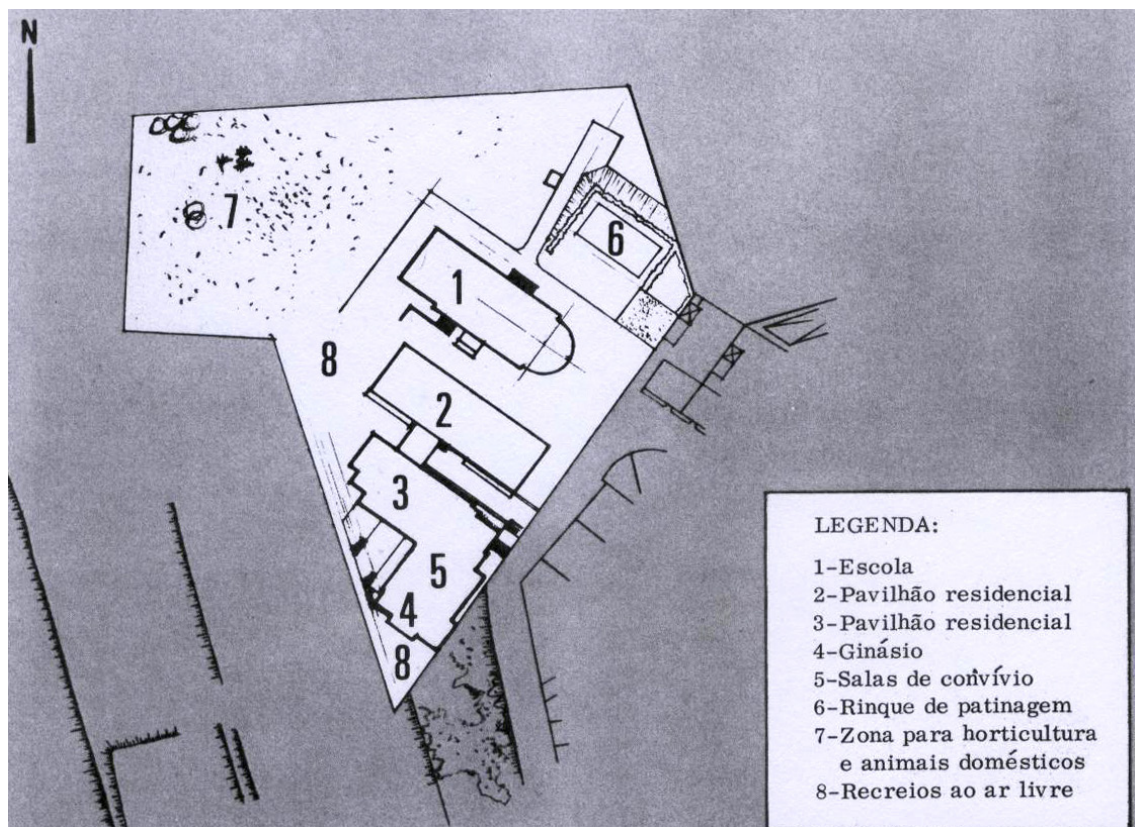 N
7
6
1
8
2
3
5
4
8
LEGENDA:
1-Escola
2-Pavilhão residencial
3-Pavilhão residencial
4-Ginásio
5-Salas de convívio
6-Rinque de patinagem
7-Zona para horticultura
e animais domésticos
8-Recreios ao ar livre